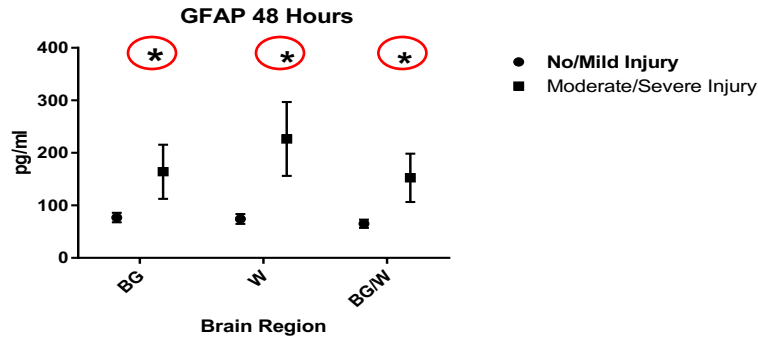 GFAP 48 Hours
400
300
200
100
0
pg/ml
* * *
BG
W
BG/W
Brain Region
No/Mild Injury
Moderate/Severe Injury